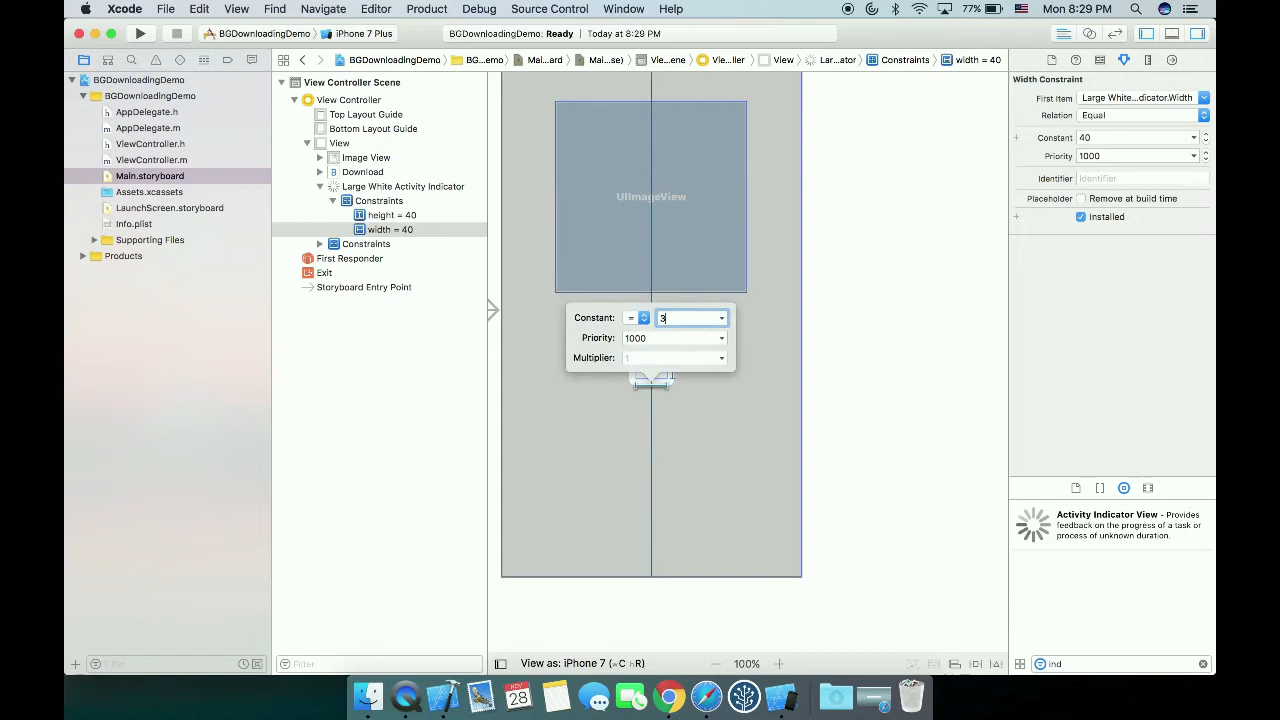 Xcode File Edit View Find Navigate Editor Product Debug Source Control Window Help 77% Mon 8:29 PM
BGDownloadingDemo iPhone 7 Plus BGDownloadingDemo: Ready Today at 8:29 PM
BGDownloadingDemo BG...emo Mai...ard Mai...se) View...ene Vie...ller View Lar...ator Constraints width = 40
BGDownloadingDemo
BGDownloadingDemo
AppDelegate.h
AppDelegate.m
ViewController.h
ViewController.m
Main.storyboard
Assets.xcassets
LaunchScreen.storyboard
Info.plist
Supporting Files
Products
Filter
View Controller Scene
View Controller
Top Layout Guide
Bottom Layout Guide
View
Image View
Download
Large White Activity Indicator
Constraints
height = 40
width = 40
Constraints
First Responder
Exit
Storyboard Entry Point
Filter
UIImageView
Constant: = 3
Priority: 1000
Multiplier: 1
View as: iPhone 7 (wC hR) 100%
Width Constraint
First Item Large White...dicator.Width
Relation Equal
Constant 40
Priority 1000
Identifier Identifier
Placeholder Remove at build time
Installed
Activity Indicator View - Provides
feedback on the progress of a task or
process of unknown duration.
ind
NOV
28